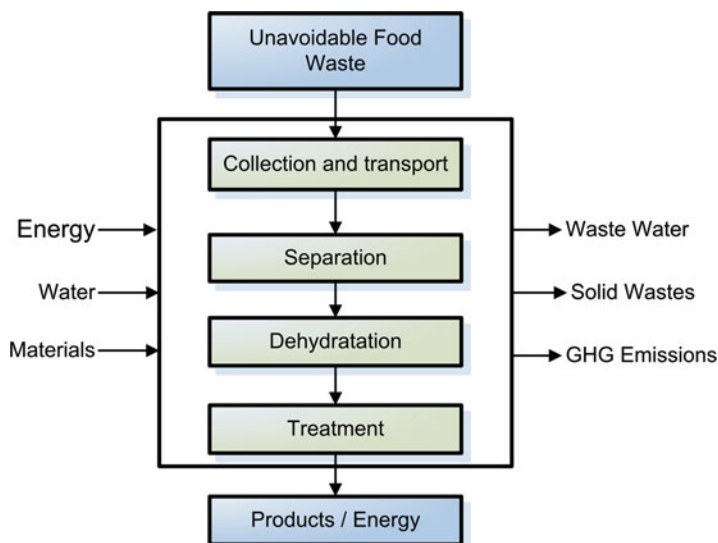 Unavoidable Food
Waste
Collection and transport
Energy
Waste Water
Separation
Water
Solid Wastes
Dehydratation
Materials
GHG Emissions
Treatment
Products / Energy